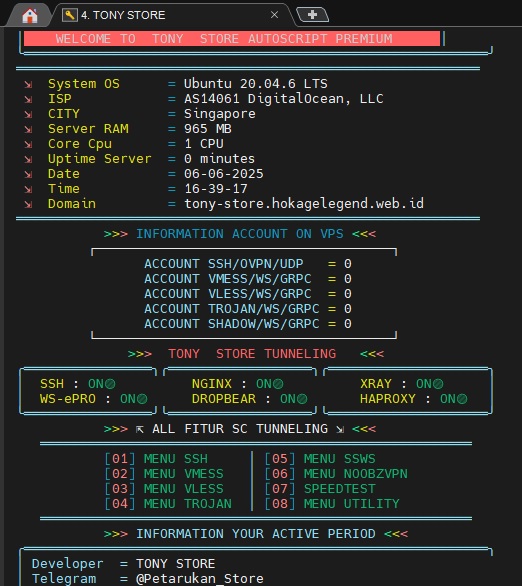 4. TONY STORE
WELCOME TO TONY STORE AUTOSCRIPT PREMIUM
⇲ System OS = Ubuntu 20.04.6 LTS
⇲ ISP = AS14061 DigitalOcean, LLC
⇲ CITY = Singapore
⇲ Server RAM = 965 MB
⇲ Core Cpu = 1 CPU
⇲ Uptime Server = 0 minutes
⇲ Date = 06-06-2025
⇲ Time = 16-39-17
⇲ Domain = tony-store.hokagelegend.web.id
>>> INFORMATION ACCOUNT ON VPS <<<
ACCOUNT SSH/OVPN/UDP = 0
ACCOUNT VMESS/WS/GRPC = 0
ACCOUNT VLESS/WS/GRPC = 0
ACCOUNT TROJAN/WS/GRPC = 0
ACCOUNT SHADOW/WS/GRPC = 0
>>> TONY STORE TUNNELING <<<
SSH : ON NGINX : ON XRAY : ON
WS-ePRO : ON DROPBEAR : ON HAPROXY : ON
>>> ⇱ ALL FITUR SC TUNNELING ⇲ <<<
[01] MENU SSH │ [05] MENU SSWS
[02] MENU VMESS │ [06] MENU NOOBZVPN
[03] MENU VLESS │ [07] SPEEDTEST
[04] MENU TROJAN │ [08] MENU UTILITY
>>> INFORMATION YOUR ACTIVE PERIOD <<<
Developer = TONY STORE
Telegram = @Petarukan_Store